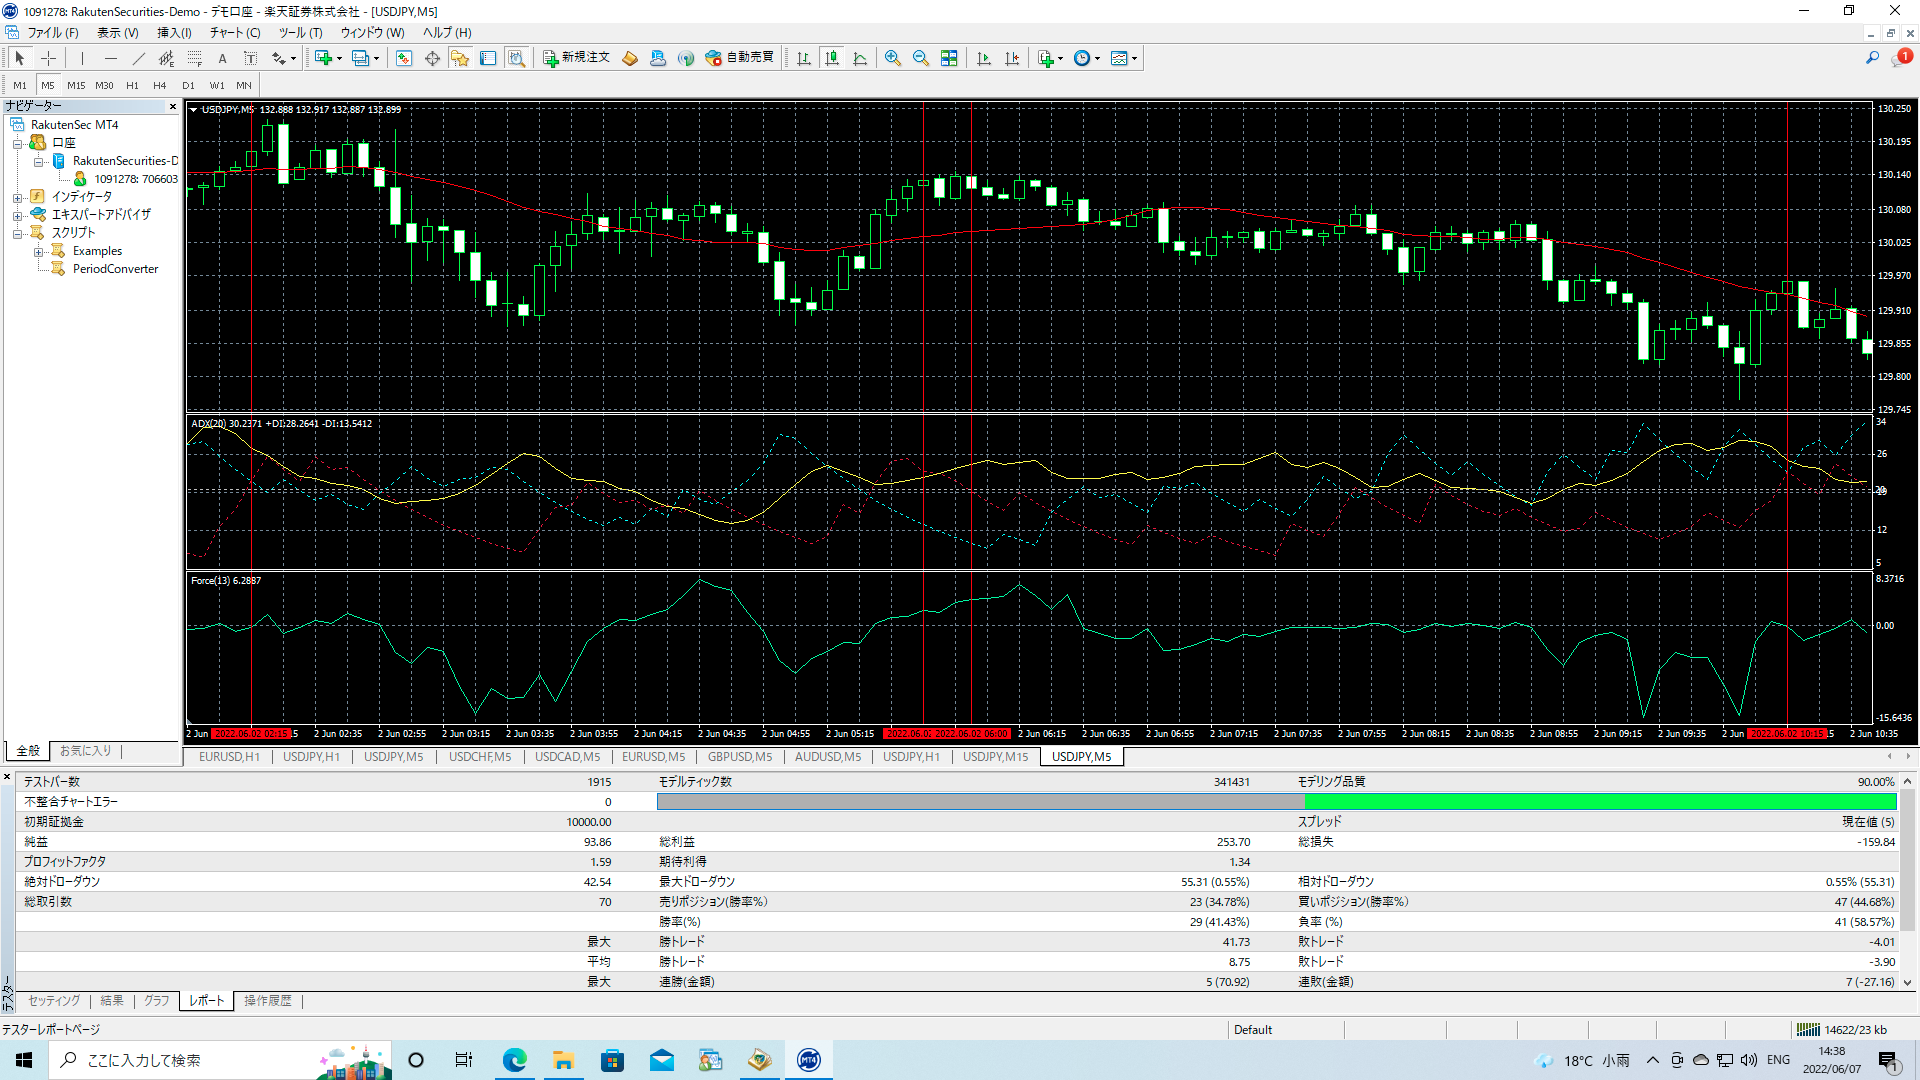 1091278: RakutenSecurities-Demo - デモ口座 - 楽天証券株式会社 - [USDJPY,M5]
ファイル (F) 表示 (V) 挿入(I) チャート (C) ツール (T) ウィンドウ (W) ヘルプ (H)
新規注文 自動売買 1
M1 M5 M15 M30 H1 H4 D1 W1 MN
ナビゲーター
RakutenSec MT4
口座
RakutenSecurities-D
1091278: 706603
インディケータ
エキスパートアドバイザ
スクリプト
Examples
PeriodConverter
全般 お気に入り
USDJPY,M5 132.888 132.917 132.887 132.899
130.250
130.195
130.140
130.080
130.025
129.970
129.910
129.855
129.800
129.745
ADX(20) 30.2371 +DI:28.2641 -DI:13.5412
34
26
12
5
Force(13) 6.2887
8.3716
0.00
-15.6436
2 Jun 2022.06.02 02:15 2 Jun 02:35 2 Jun 02:55 2 Jun 03:15 2 Jun 03:35 2 Jun 03:55 2 Jun 04:15 2 Jun 04:35 2 Jun 04:55 2 Jun 05:15 2022.06.02 2022.06.02 06:00 2 Jun 06:15 2 Jun 06:35 2 Jun 06:55 2 Jun 07:15 2 Jun 07:35 2 Jun 07:55 2 Jun 08:15 2 Jun 08:35 2 Jun 08:55 2 Jun 09:15 2 Jun 09:35 2 Jun 2022.06.02 10:15 2 Jun 10:35
EURUSD,H1 USDJPY,H1 USDJPY,M5 USDCHF,M5 USDCAD,M5 EURUSD,M5 GBPUSD,M5 AUDUSD,M5 USDJPY,H1 USDJPY,M15 USDJPY,M5
テストバー数 1915 モデルティック数 341431 モデリング品質 90.00%
不整合チャートエラー 0
初期証拠金 10000.00 スプレッド 現在値 (5)
純益 93.86 総利益 253.70 総損失 -159.84
プロフィットファクタ 1.59 期待利得 1.34
絶対ドローダウン 42.54 最大ドローダウン 55.31 (0.55%) 相対ドローダウン 0.55% (55.31)
総取引数 70 売りポジション(勝率%) 23 (34.78%) 買いポジション(勝率%) 47 (44.68%)
勝率(%) 29 (41.43%) 負率 (%) 41 (58.57%)
最大 勝トレード 41.73 敗トレード -4.01
平均 勝トレード 8.75 敗トレード -3.90
最大 連勝(金額) 5 (70.92) 連敗(金額) 7 (-27.16)
テスター
セッティング 結果 グラフ レポート 操作履歴
テスターレポートページ Default 14622/23 kb
ここに入力して検索 MT4 18°C 小雨 ENG 14:38
2022/06/07 1